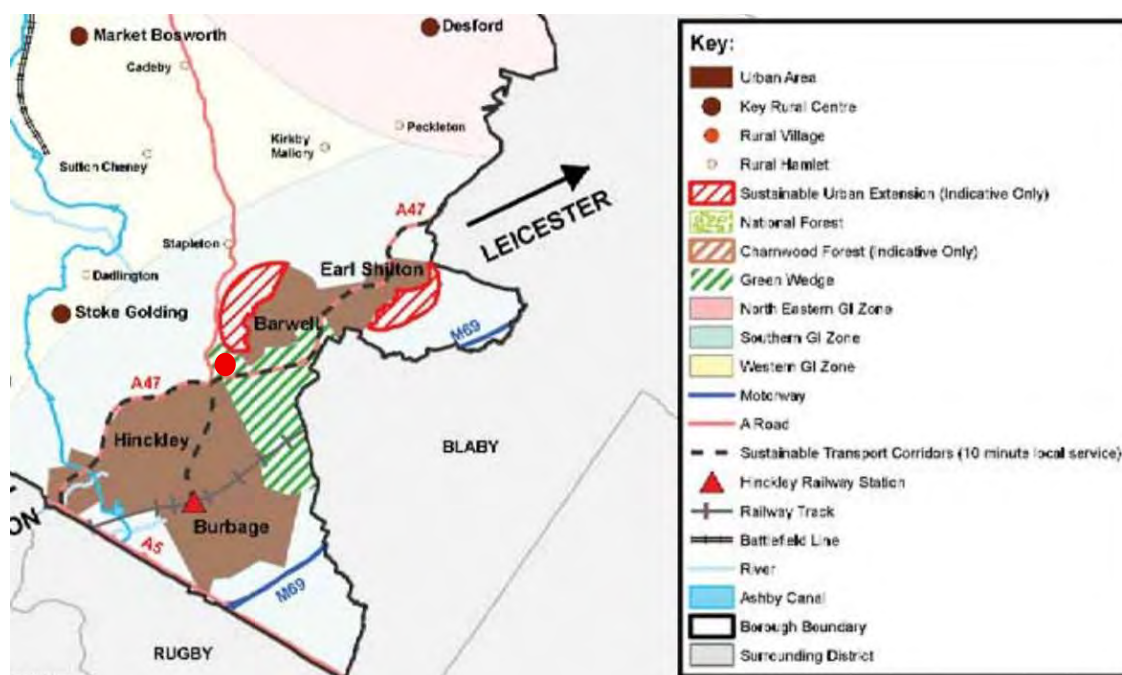 Market Bosworth
Desford
Cadeby
Peckleton
Kirkby
Mallory
Sutton Cheney
A47
LEICESTER
Stapleton
Earl Shilton
Dadlington
Stoke Golding
Barwell
M69
A47
Hinckley
BLABY
ON
Burbage
A5
M69
RUGBY
Key:
Urban Area
Key Rural Centre
Rural Village
Rural Hamlet
Sustainable Urban Extension (Indicative Only)
National Forest
Charnwood Forest (Indicative Only)
Green Wedge
North Eastern GI Zone
Southern GI Zone
Western GI Zone
Motorway
A Road
Sustainable Transport Corridors (10 minute local service)
Hinckley Railway Station
Railway Track
Battlefield Line
River
Ashby Canal
Borough Boundary
Surrounding District